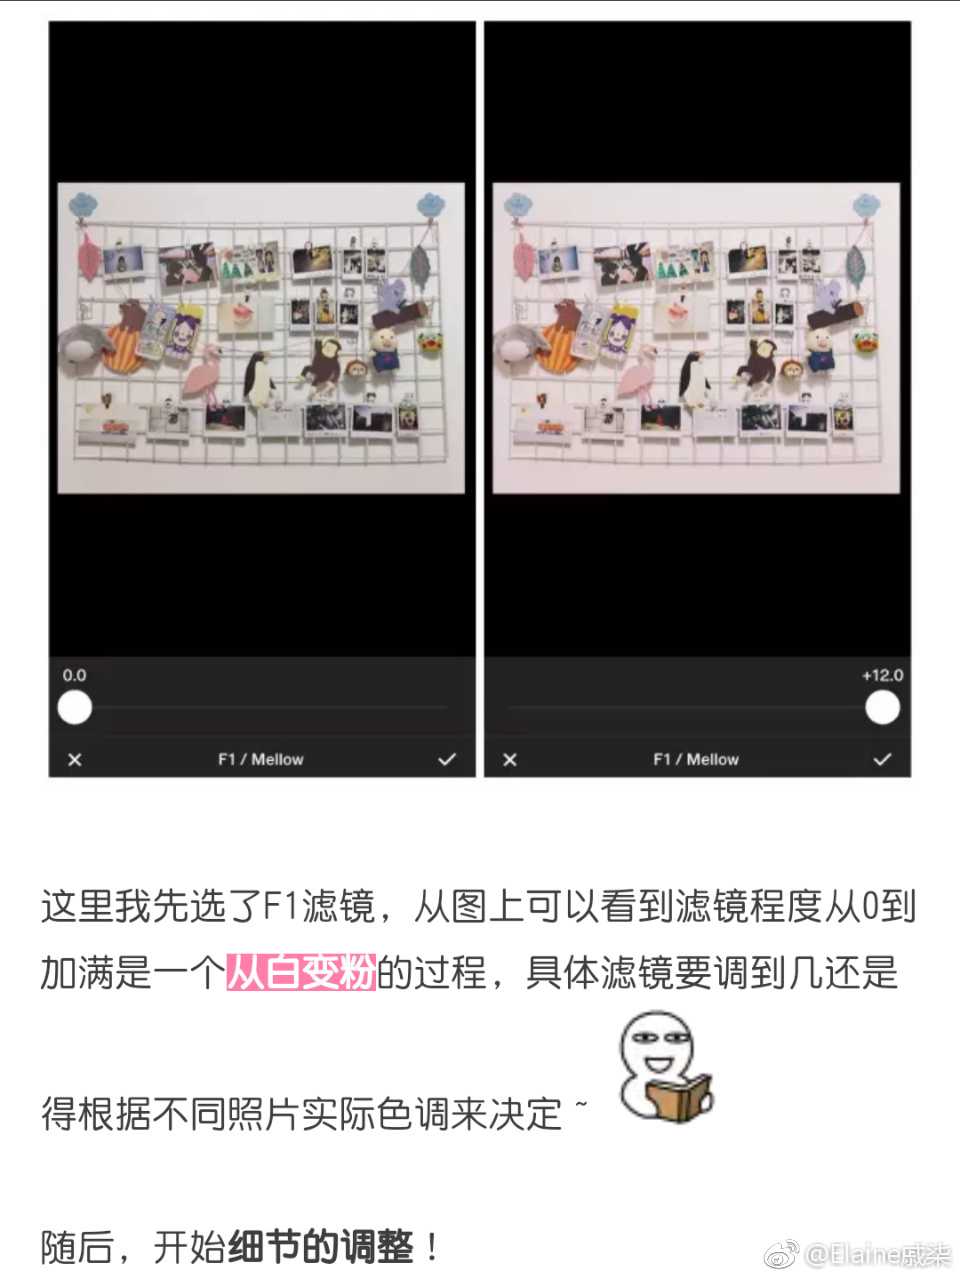 0.0
+12.0
F1 / Mellow
F1 / Mellow
这里我先选了F1滤镜，从图上可以看到滤镜程度从0到
加满是一个从白变粉的过程，具体滤镜要调到几还是
得根据不同照片实际色调来决定~
随后，开始细节的调整！
@Elaine戚柒